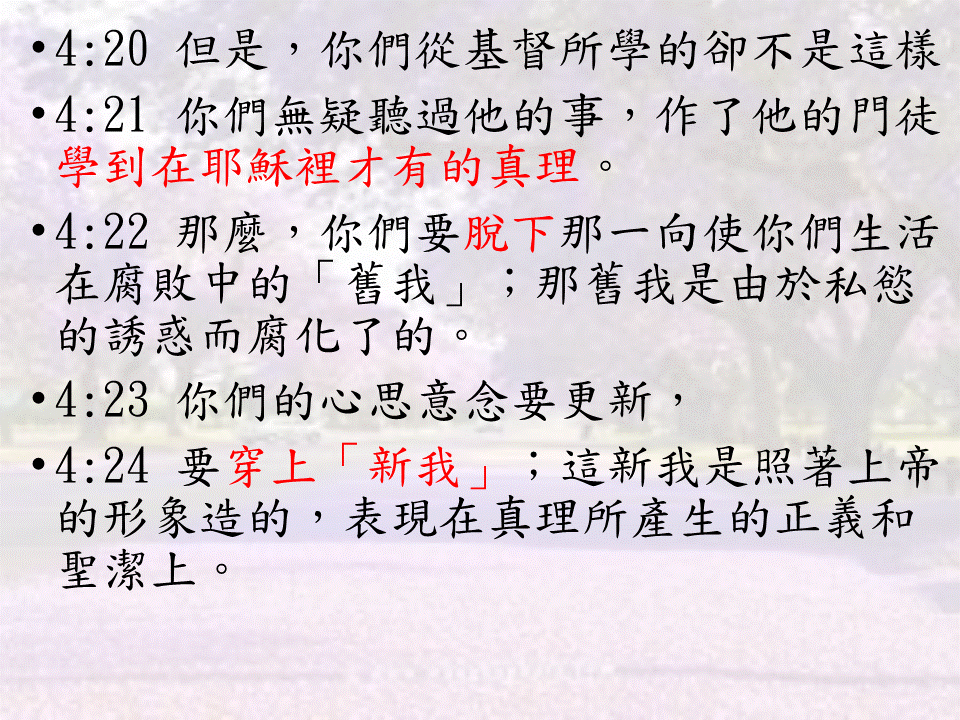 •4:20 但是，你們從基督所學的卻不是這樣
•4:21 你們無疑聽過他的事，作了他的門徒
學到在耶穌裡才有的真理。
•4:22 那麼，你們要脫下那一向使你們生活
在腐敗中的「舊我」；那舊我是由於私慾
的誘惑而腐化了的。
•4:23 你們的心思意念要更新，
•4:24 要穿上「新我」；這新我是照著上帝
的形象造的，表現在真理所產生的正義和
聖潔上。